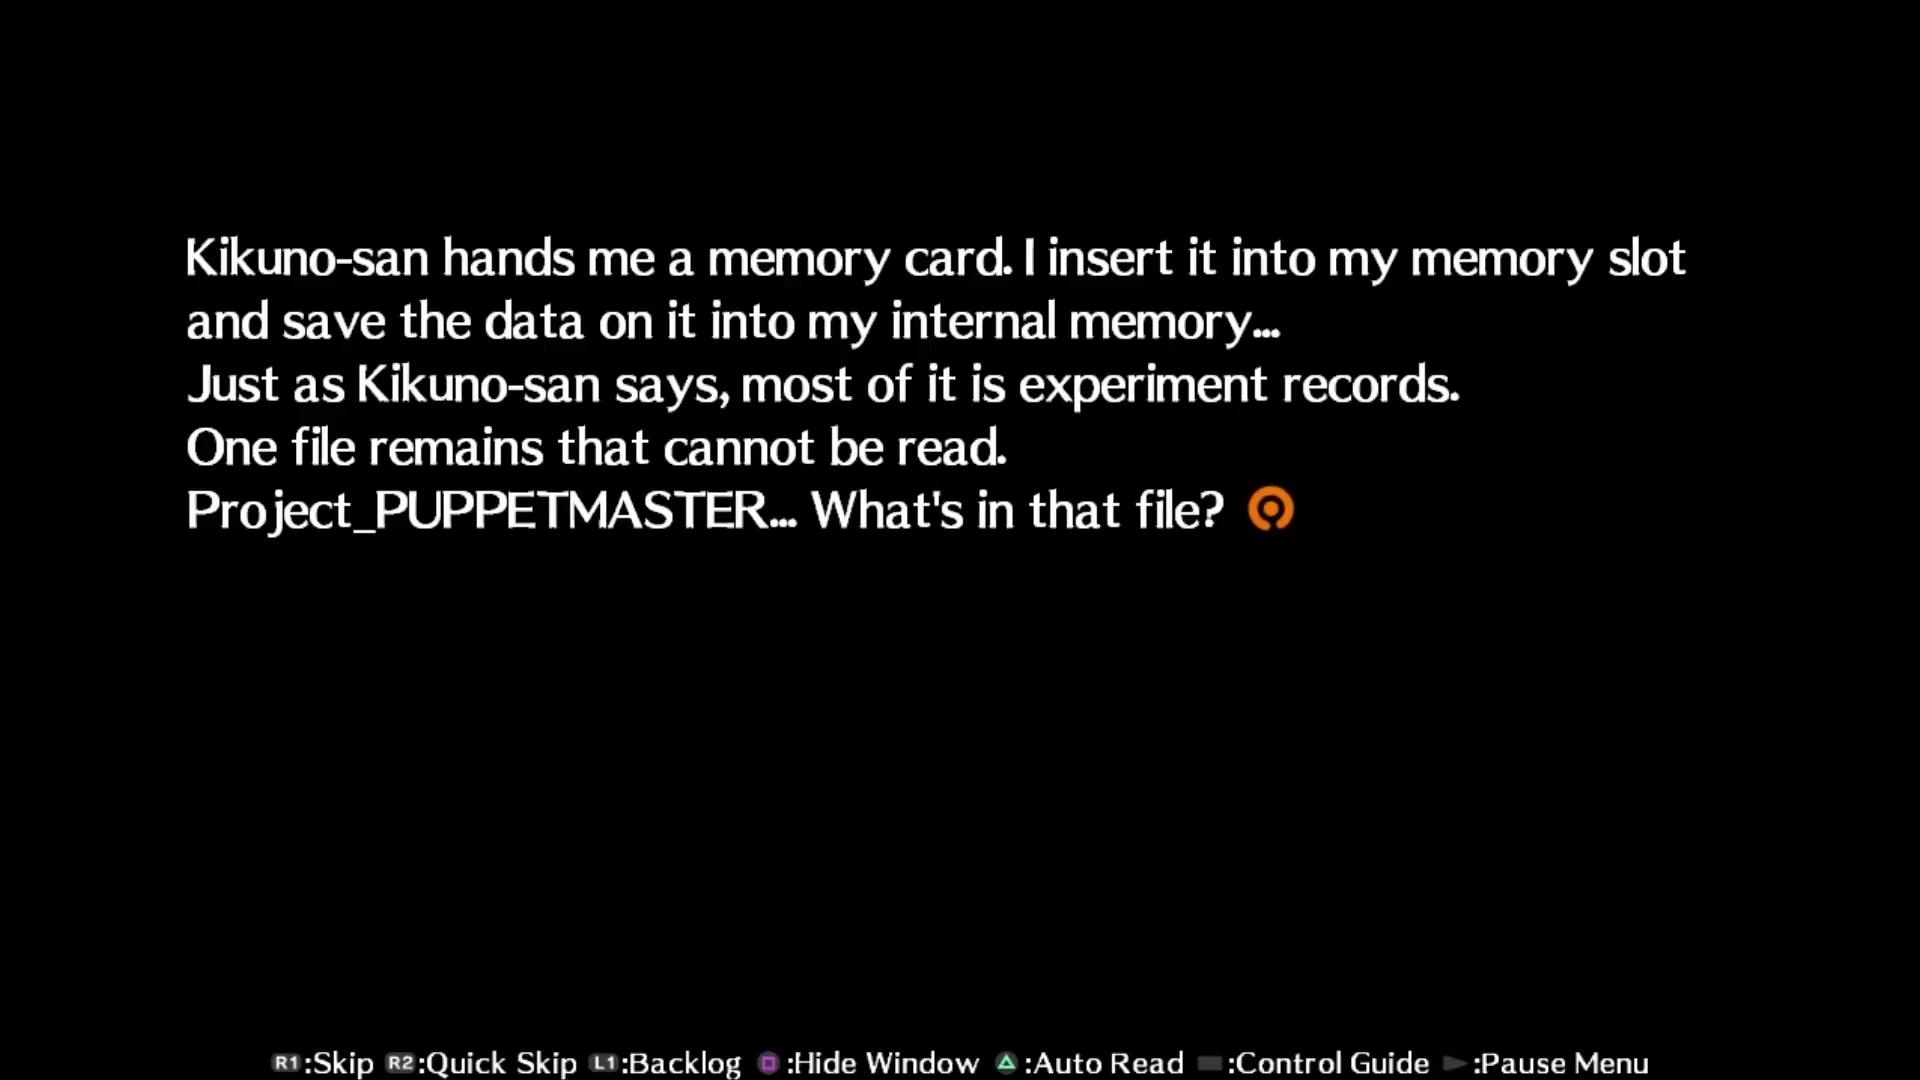 Kikuno-san hands me a memory card. I insert it into my memory slot
and save the data on it into my internal memory...
Just as Kikuno-san says, most of it is experiment records.
One file remains that cannot be read.
Project_PUPPETMASTER... What's in that file?
R1:Skip R2:Quick Skip L1:Backlog :Hide Window :Auto Read :Control Guide :Pause Menu